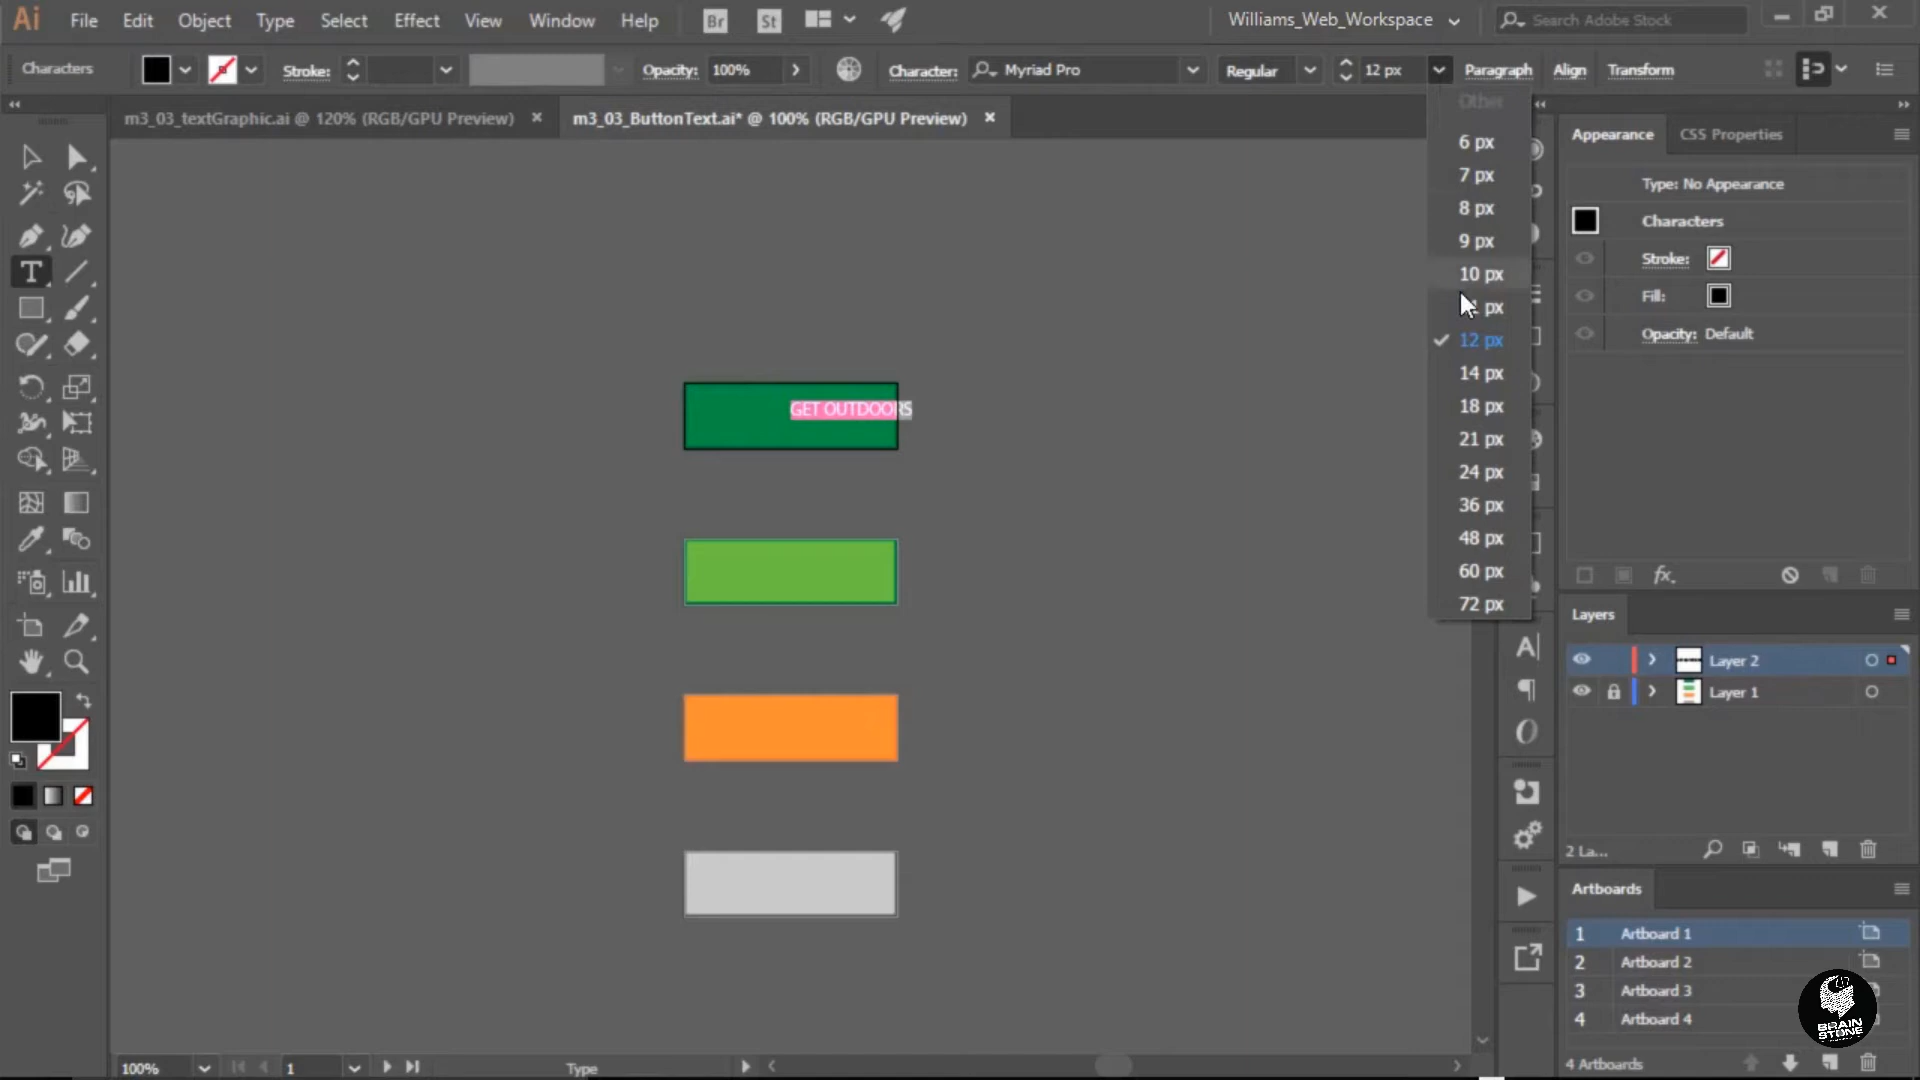 Ai File Edit Object Type Select Effect View Window Help Br St Williams_Web_Workspace Search Adobe Stock
Characters Stroke: Opacity: 100% Character: Myriad Pro Regular 12 px Paragraph Align Transform
m3_03_textGraphic.ai @ 120% (RGB/GPU Preview) m3_03_ButtonText.ai* @ 100% (RGB/GPU Preview)
Other
6 px
7 px
8 px
9 px
10 px
px
12 px
14 px
18 px
21 px
24 px
36 px
48 px
60 px
72 px
GET OUTDOORS
Appearance CSS Properties
Type: No Appearance
Characters
Stroke:
Fill:
Opacity: Default
fx.
Layers
Layer 2
Layer 1
2 La...
Artboards
1 Artboard 1
2 Artboard 2
3 Artboard 3
4 Artboard 4
4 Artboards
BRAIN
STONE
100% 1 Type